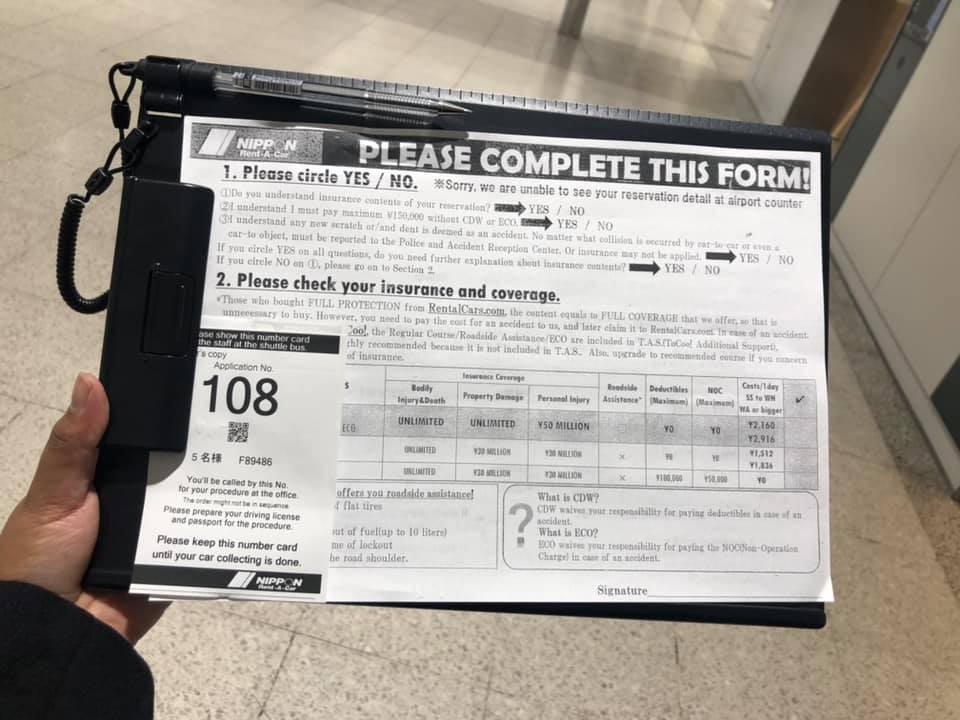 NIPPON
Rent-A-Car
PLEASE COMPLETE THIS FORM!
1. Please circle YES / NO. ※Sorry, we are unable to see your reservation detail at airport counter
①Do you understand insurance contents of your reservation? YES / NO
②I understand I must pay maximum ¥150,000 without CDW or ECO. YES / NO
③I understand any new scratch or/and dent is deemed as an accident. No matter what collision is occurred by car-to-car or even a
car-to object, must be reported to the Police and Accident Reception Center. Or insurance may not be applied. YES / NO
If you circle YES on all questions, do you need further explanation about insurance contents? YES / NO
If you circle NO on ①, please go on to Section 2.
2. Please check your insurance and coverage.
*Those who bought FULL PROTECTION from RentalCars.com, the content equals to FULL COVERAGE that we offer, so that is
unnecessary to buy. However, you need to pay the cost for an accident to us, and later claim it to RentalCars.com. In case of an accident.
Too!, the Regular Course/Roadside Assistance/ECO are included in T.A.S.(ToCoo! Additional Support),
hly recommended because it is not included in T.A.S. Also, upgrade to recommended course if you concern
of insurance.
S Insurance Coverage Roadside Assistance* Deductibles (Maximum) NOC (Maximum) Costs/1day SS to WH WA or bigger ✓
Bodily Injury&Death Property Damage Personal Injury
ECO UNLIMITED UNLIMITED ¥50 MILLION ¥0 ¥0 ¥2,160
¥2,916
UNLIMITED ¥30 MILLION ¥30 MILLION × ¥0 ¥0 ¥1,512
¥1,836
UNLIMITED ¥30 MILLION ¥30 MILLION × ¥100,000 ¥50,000 ¥0
offers you roadside assistance!
f flat tires
out of fuel(up to 10 liters)
me of lockout
he road shoulder.
?
What is CDW?
CDW waives your responsibility for paying deductibles in case of an
accident.
What is ECO?
ECO waives your responsibility for paying the NOC(Non-Operation
Charge) in case of an accident.
Signature
ase show this number card
the staff at the shuttle bus.
r's copy
Application No.
108
5 名様 F89486
You'll be called by this No.
for your procedure at the office.
The order might not be in sequence.
Please prepare your driving license
and passport for the procedure.
Please keep this number card
until your car collecting is done.
NIPPON
Rent-A-Car